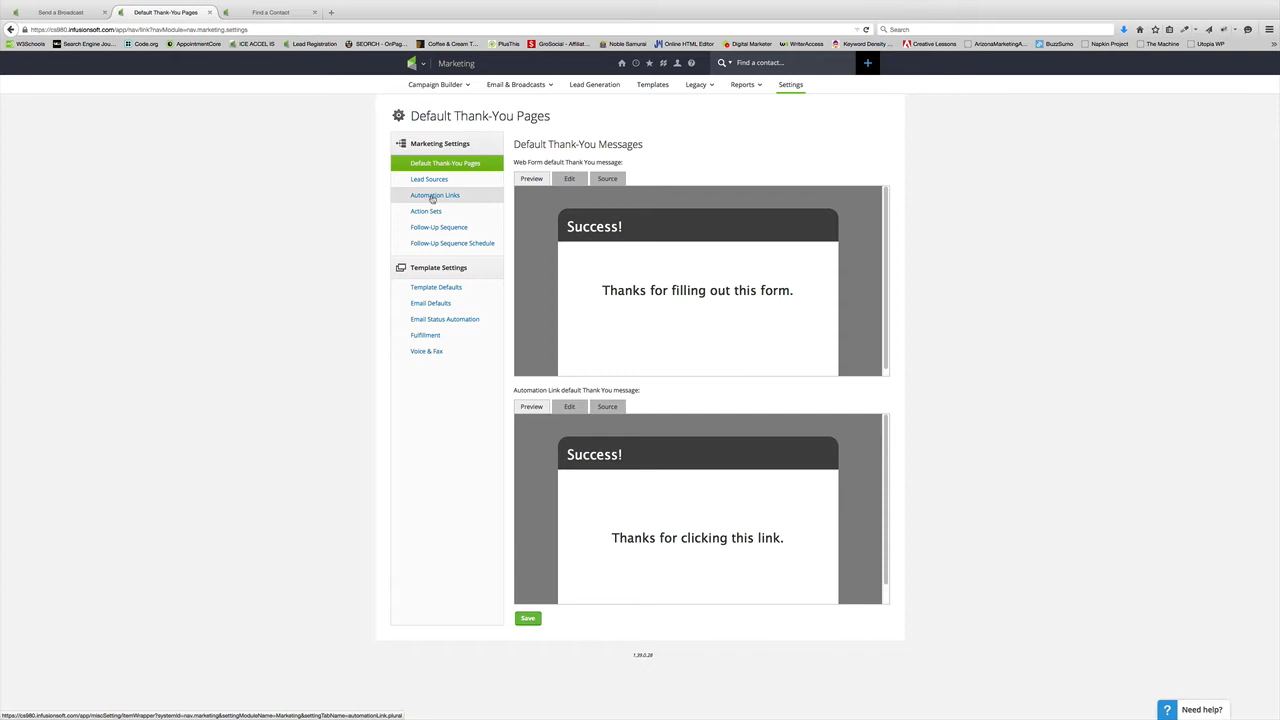 Send a Broadcast
Default Thank-You Pages
Find a Contact
https://cs980.infusionsoft.com/app/nav/link?navModule=nav.marketing.settings
Search
W3Schools
Search Engine Jour...
Code.org
AppointmentCore
ICE ACCEL IS
Lead Registration
SEORCH - OnPag...
Coffee & Cream T...
PlusThis
GroSocial - Affiliat...
Noble Samurai
Online HTML Editor
Digital Marketer
WriterAccess
Keyword Density ...
Creative Lessons
ArizonaMarketingA...
BuzzSumo
Napkin Project
The Machine
Utopia WP
Marketing
Find a contact...
Campaign Builder
Email & Broadcasts
Lead Generation
Templates
Legacy
Reports
Settings
Default Thank-You Pages
Marketing Settings
Default Thank-You Pages
Lead Sources
Automation Links
Action Sets
Follow-Up Sequence
Follow-Up Sequence Schedule
Template Settings
Template Defaults
Email Defaults
Email Status Automation
Fulfillment
Voice & Fax
Default Thank-You Messages
Web Form default Thank You message:
Preview
Edit
Source
Success!
Thanks for filling out this form.
Automation Link default Thank You message:
Preview
Edit
Source
Success!
Thanks for clicking this link.
Save
1.39.0.28
Need help?
https://cs980.infusionsoft.com/app/miscSetting/itemWrapper?systemId=nav.marketing&settingModuleName=Marketing&settingTabName=automationLink.plural